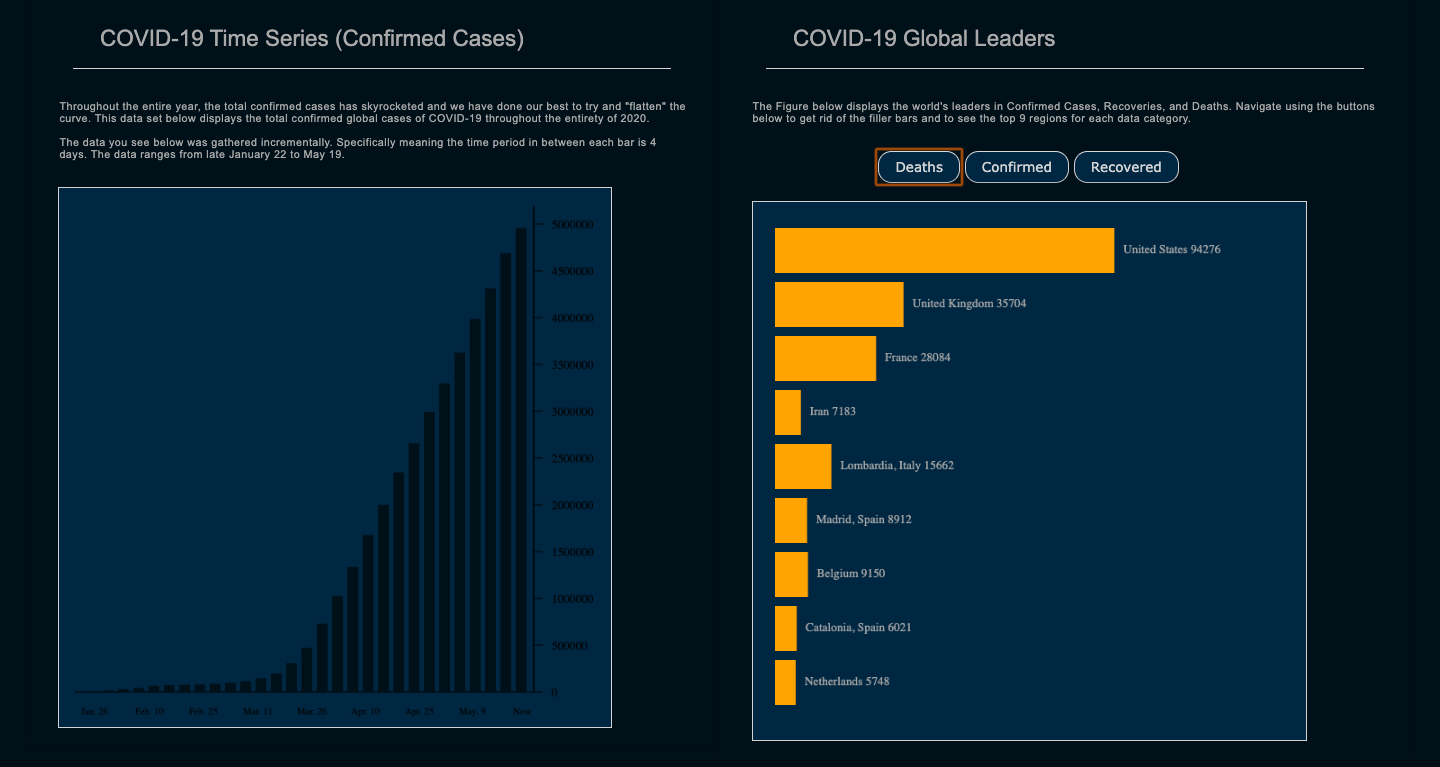 COVID-19 Time Series (Confirmed Cases)
Throughout the entire year, the total confirmed cases has skyrocketed and we have done our best to try and "flatten" the
curve. This data set below displays the total confirmed global cases of COVID-19 throughout the entirety of 2020.
The data you see below was gathered incrementally. Specifically meaning the time period in between each bar is 4
days. The data ranges from late January 22 to May 19.
5000000
4500000
4000000
3500000
3000000
2500000
2000000
1500000
1000000
500000
0
Jan. 26 Feb. 10 Feb. 25 Mar. 11 Mar. 26 Apr. 10 Apr. 25 May. 9 Now
COVID-19 Global Leaders
The Figure below displays the world's leaders in Confirmed Cases, Recoveries, and Deaths. Navigate using the buttons
below to get rid of the filler bars and to see the top 9 regions for each data category.
Deaths Confirmed Recovered
United States 94276
United Kingdom 35704
France 28084
Iran 7183
Lombardia, Italy 15662
Madrid, Spain 8912
Belgium 9150
Catalonia, Spain 6021
Netherlands 5748